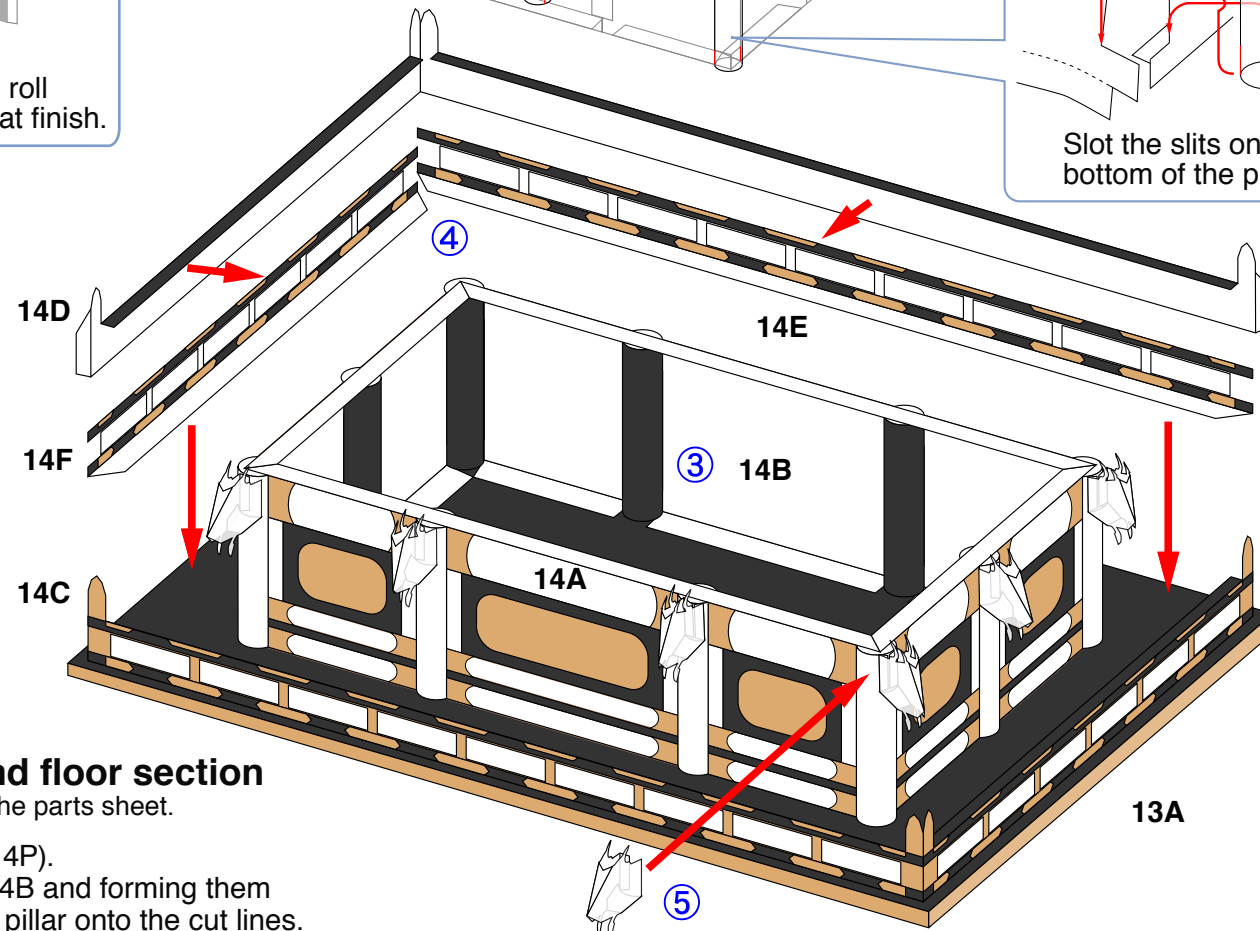 roll
at finish.
Slot the slits on
bottom of the p
④
14D
14E
14F
③
14B
14A
14C
13A
⑤
nd floor section
he parts sheet.
4P).
4B and forming them
pillar onto the cut lines.